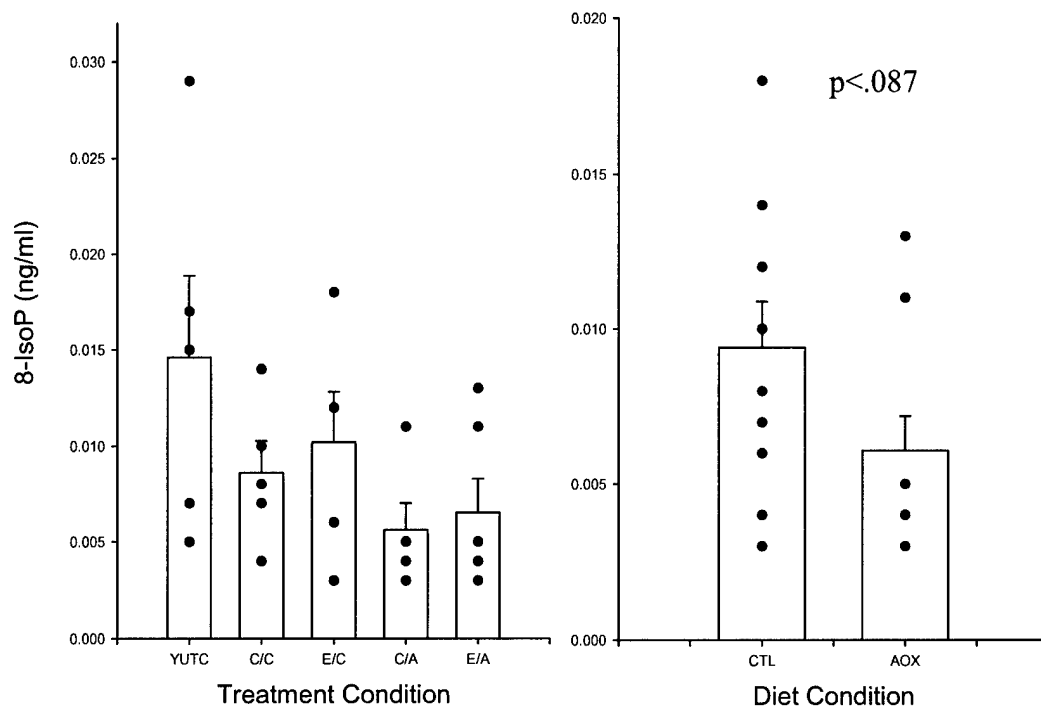 8-IsoP (ng/ml)
0.030
0.025
0.020
0.015
0.010
0.005
0.000
YUTC C/C E/C C/A E/A
Treatment Condition
0.020
0.015
0.010
0.005
0.000
p<.087
CTL AOX
Diet Condition